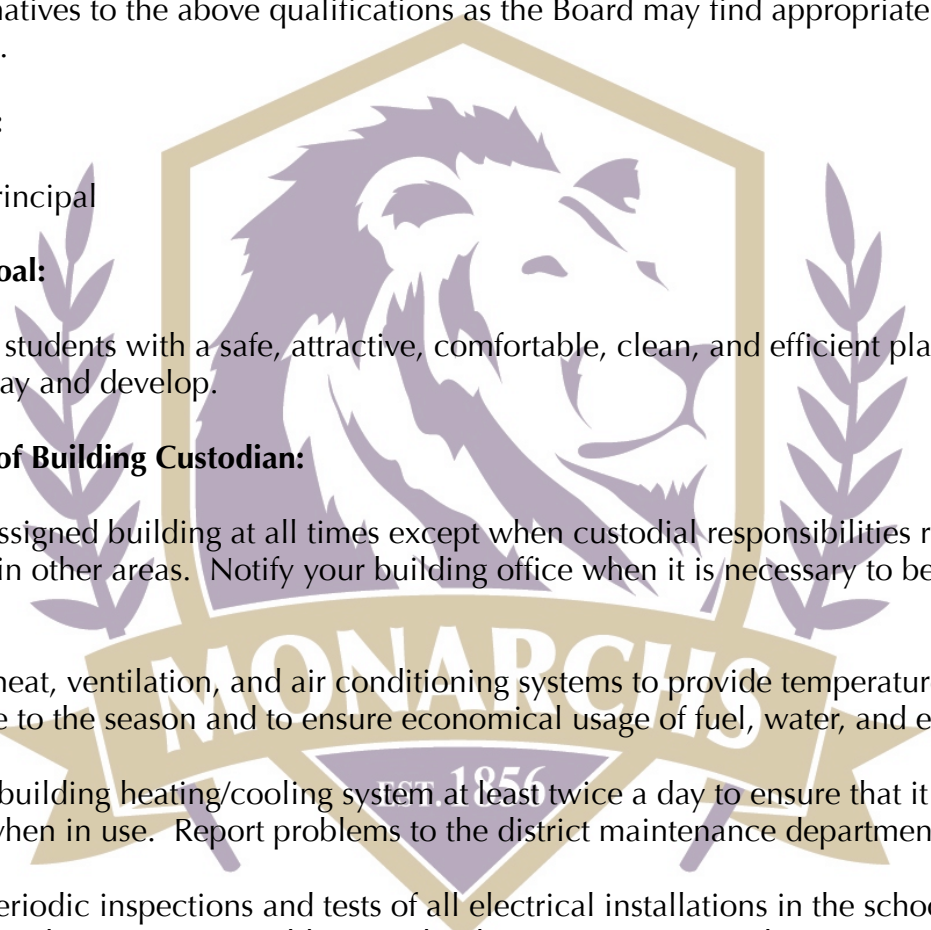 natives to the above qualifications as the Board may find appropriate
.
:
rincipal
oal:
students with a safe, attractive, comfortable, clean, and efficient pla
ay and develop.
of Building Custodian:
ssigned building at all times except when custodial responsibilities r
in other areas. Notify your building office when it is necessary to be
MONARCHS
heat, ventilation, and air conditioning systems to provide temperatur
e to the season and to ensure economical usage of fuel, water, and e
EST. 1856
building heating/cooling system at least twice a day to ensure that it
when in use. Report problems to the district maintenance departmen
eriodic inspections and tests of all electrical installations in the schoo